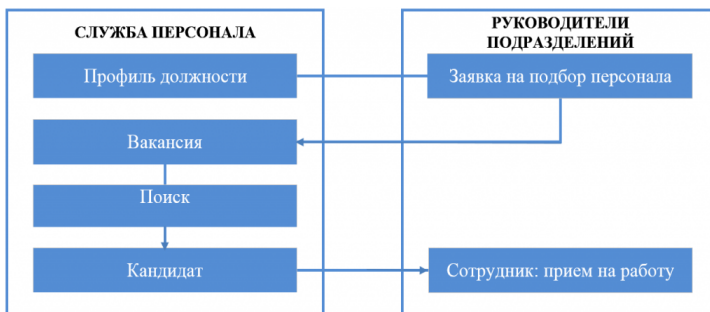 СЛУЖБА ПЕРСОНАЛА
РУКОВОДИТЕЛИ
ПОДРАЗДЕЛЕНИЙ
Профиль должности
Заявка на подбор персонала
Вакансия
Поиск
Кандидат
Сотрудник: прием на работу